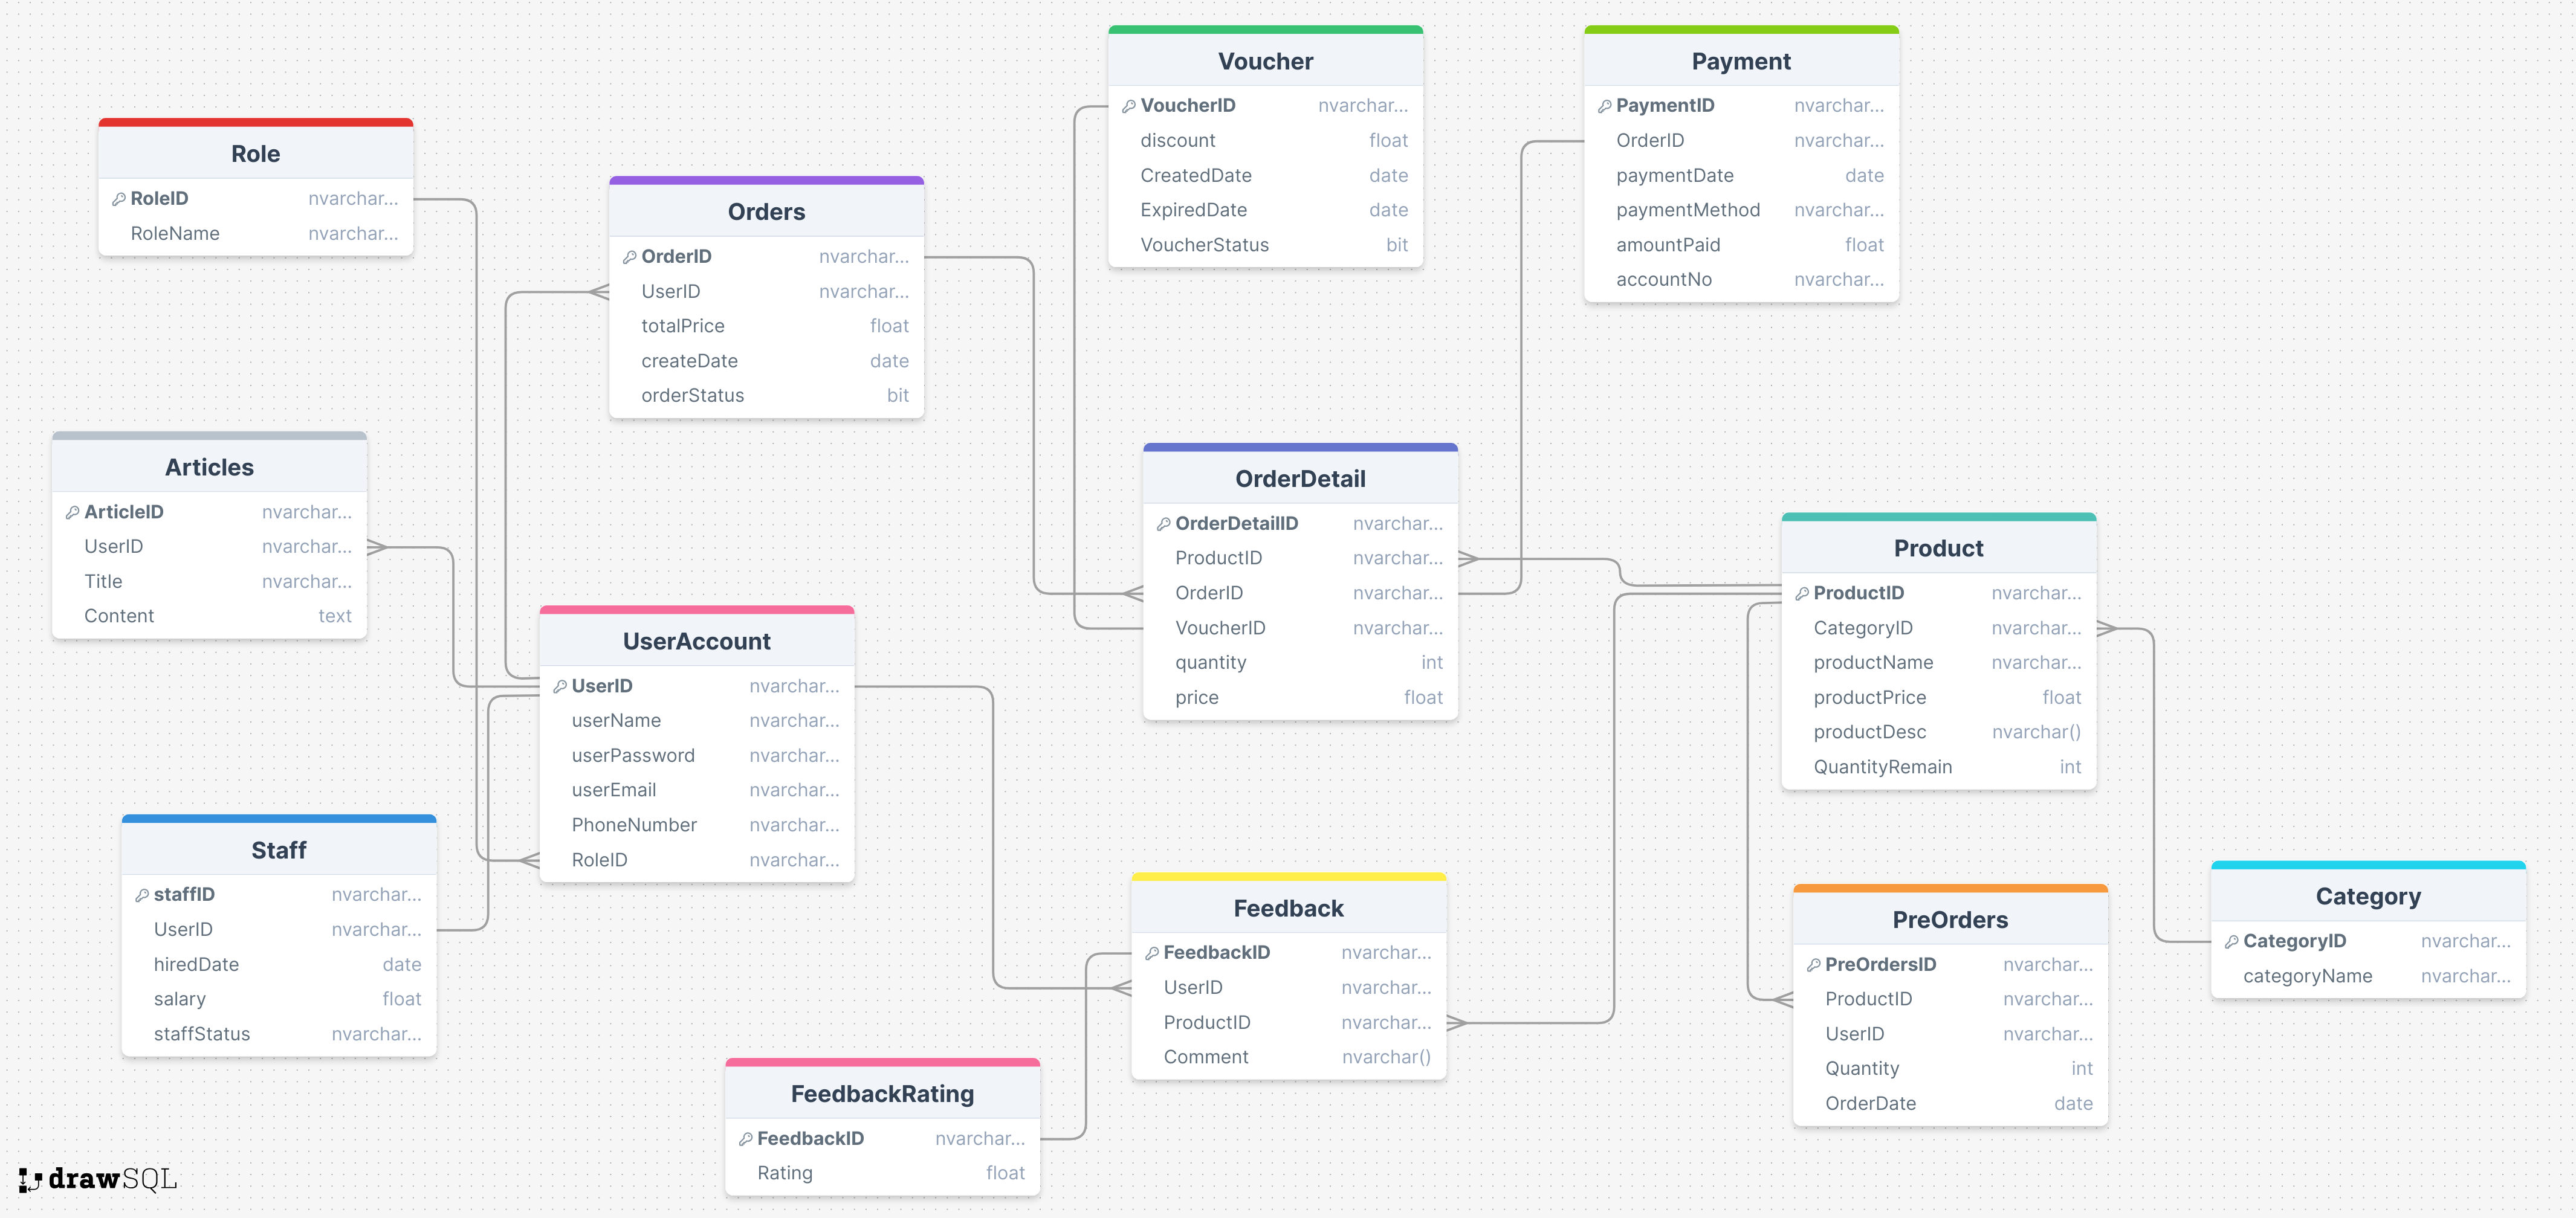 Role
RoleID nvarchar...
RoleName nvarchar...
Articles
ArticleID nvarchar...
UserID nvarchar...
Title nvarchar...
Content text
Staff
staffID nvarchar...
UserID nvarchar...
hiredDate date
salary float
staffStatus nvarchar...
Orders
OrderID nvarchar...
UserID nvarchar...
totalPrice float
createDate date
orderStatus bit
UserAccount
UserID nvarchar...
userName nvarchar...
userPassword nvarchar...
userEmail nvarchar...
PhoneNumber nvarchar...
RoleID nvarchar...
FeedbackRating
FeedbackID nvarchar...
Rating float
Voucher
VoucherID nvarchar...
discount float
CreatedDate date
ExpiredDate date
VoucherStatus bit
OrderDetail
OrderDetailID nvarchar...
ProductID nvarchar...
OrderID nvarchar...
VoucherID nvarchar...
quantity int
price float
Feedback
FeedbackID nvarchar...
UserID nvarchar...
ProductID nvarchar...
Comment nvarchar()
Payment
PaymentID nvarchar...
OrderID nvarchar...
paymentDate date
paymentMethod nvarchar...
amountPaid float
accountNo nvarchar...
Product
ProductID nvarchar...
CategoryID nvarchar...
productName nvarchar...
productPrice float
productDesc nvarchar()
QuantityRemain int
PreOrders
PreOrdersID nvarchar...
ProductID nvarchar...
UserID nvarchar...
Quantity int
OrderDate date
Category
CategoryID nvarchar...
categoryName nvarchar...
drawSQL